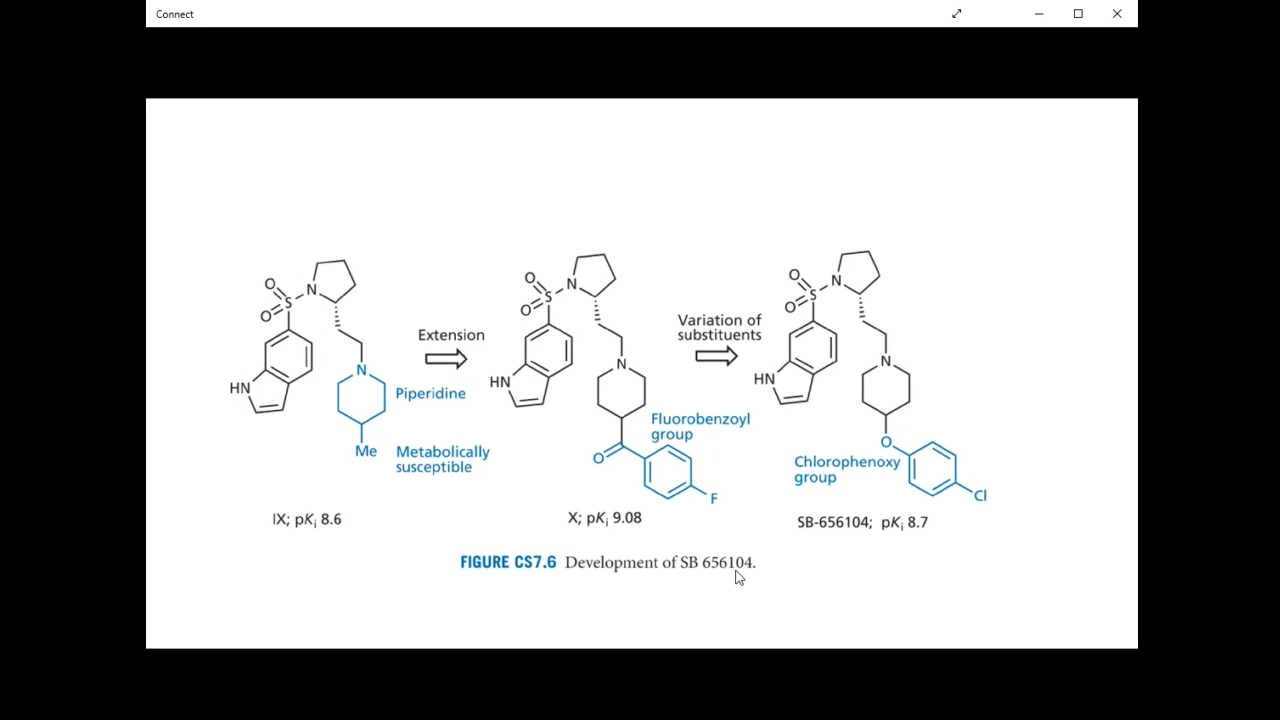 Connect
O
O
S
N
HN
N
Me
Piperidine
Metabolically
susceptible
IX; pKi 8.6
Extension
O
O
S
N
HN
N
O
F
Fluorobenzoyl
group
X; pKi 9.08
Variation of
substituents
O
O
S
N
HN
N
O
Chlorophenoxy
group
Cl
SB-656104; pKi 8.7
FIGURE CS7.6 Development of SB 656104.